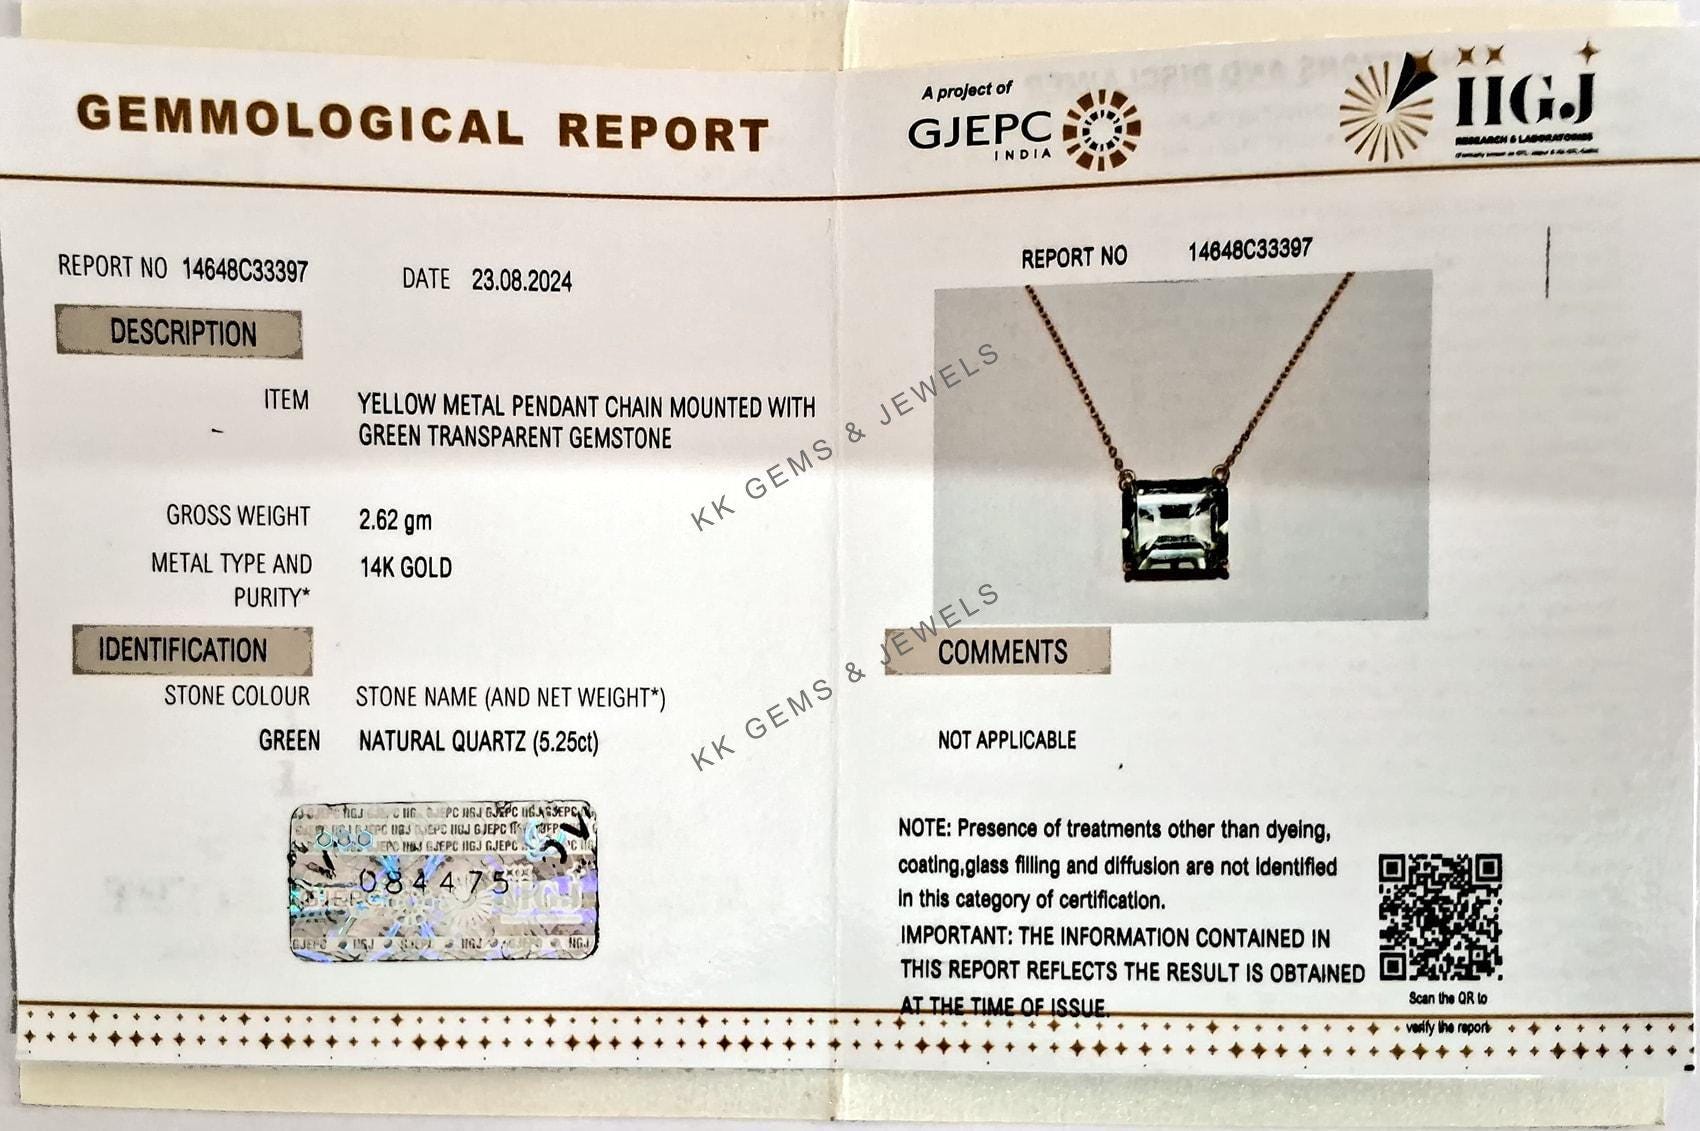 GEMMOLOGICAL REPORT
A project of
GJEPC
INDIA
IIGJ
RESEARCH & LABORATORIES
REPORT NO 14648C33397
DATE 23.08.2024
DESCRIPTION
ITEM
YELLOW METAL PENDANT CHAIN MOUNTED WITH
GREEN TRANSPARENT GEMSTONE
GROSS WEIGHT
2.62 gm
METAL TYPE AND
PURITY*
14K GOLD
IDENTIFICATION
STONE COLOUR
STONE NAME (AND NET WEIGHT*)
GREEN
NATURAL QUARTZ (5.25ct)
084475
GJEPC
IIGJ
REPORT NO 14648C33397
KK GEMS & JEWELS
KK GEMS & JEWELS
COMMENTS
NOT APPLICABLE
NOTE: Presence of treatments other than dyeing,
coating,glass filling and diffusion are not identified
in this category of certification.
IMPORTANT: THE INFORMATION CONTAINED IN
THIS REPORT REFLECTS THE RESULT IS OBTAINED
AT THE TIME OF ISSUE.
Scan the QR to
verify the report